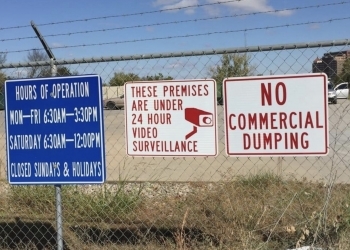 HOURS OF OPERATION
MON-FRI 6:30AM-3:30PM
SATURDAY 6:30AM-12:00PM
CLOSED SUNDAYS & HOLIDAYS
THESE PREMISES
ARE UNDER
24 HOUR
VIDEO
SURVEILLANCE
NO
COMMERCIAL
DUMPING